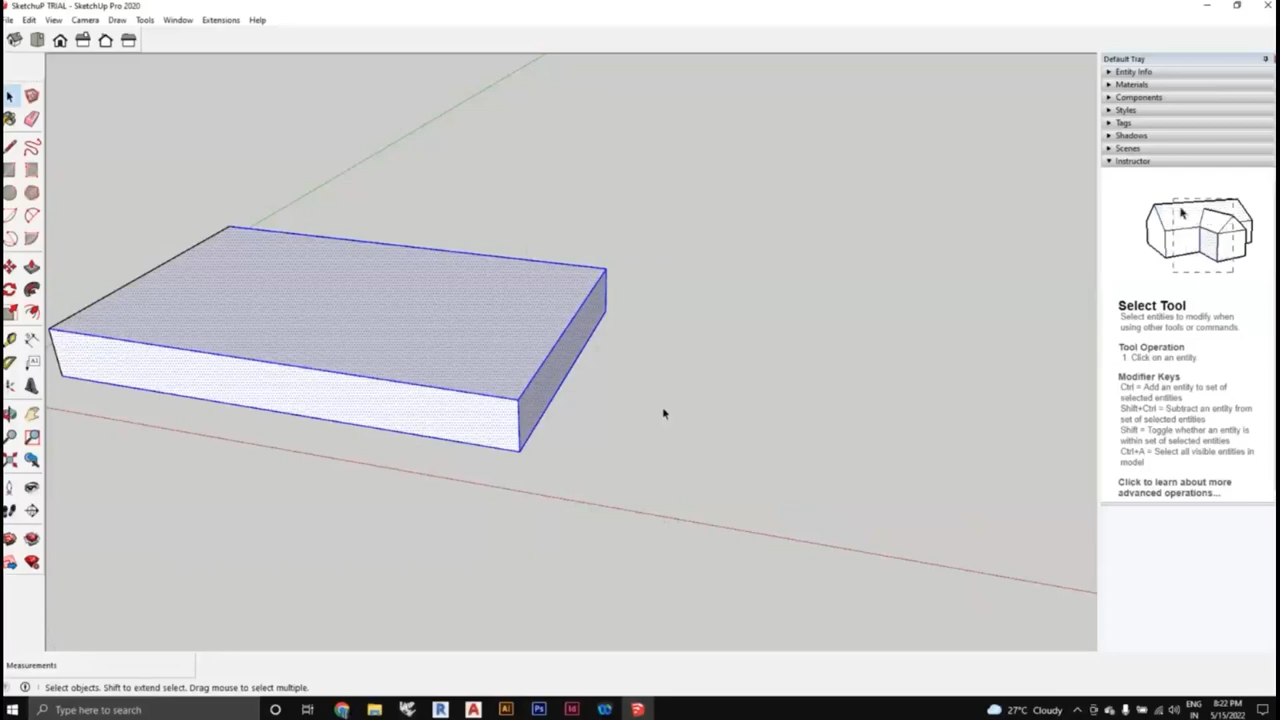 SketchuP TRIAL - SketchUp Pro 2020
File Edit View Camera Draw Tools Window Extensions Help
Default Tray
Entity Info
Materials
Components
Styles
Tags
Shadows
Scenes
Instructor
Select Tool
Select entities to modify when
using other tools or commands.
Tool Operation
1 Click on an entity
Modifier Keys
Ctrl = Add an entity to set of
selected entities
Shift+Ctrl = Subtract an entity from
set of selected entities
Shift = Toggle whether an entity is
within set of selected entities
Ctrl+A = Select all visible entities in
model
Click to learn about more
advanced operations...
Measurements
Select objects. Shift to extend select. Drag mouse to select multiple.
Type here to search
R A Ai Ps Id
27°C Cloudy
ENG
IN
8:22 PM
5/15/2022